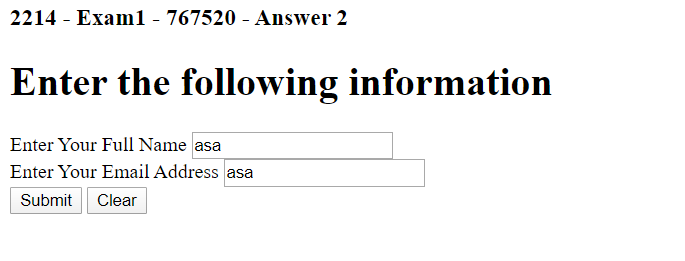 2214 - Exam1 - 767520 - Answer 2
Enter the following information
Enter Your Full Name asa
Enter Your Email Address asa
Submit Clear